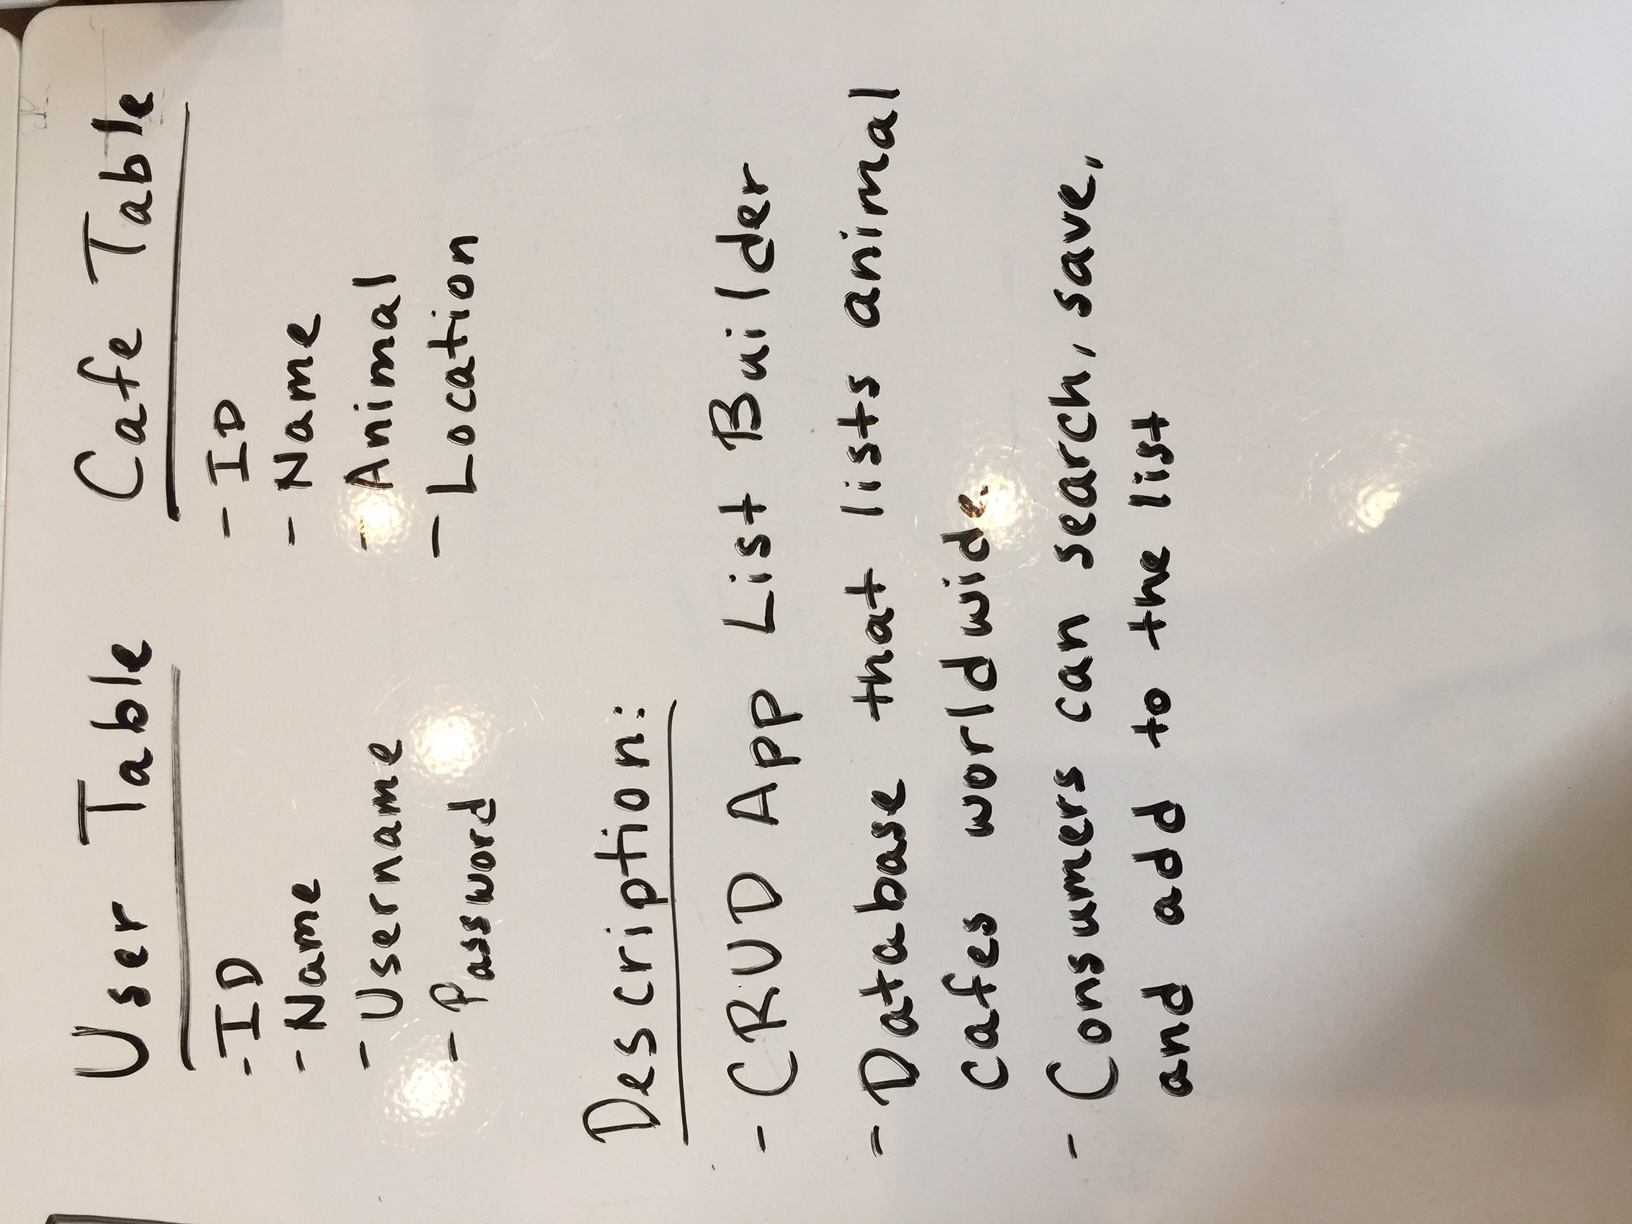 User Table
- ID
- Name
- Username
- Password
Cafe Table
- ID
- Name
- Animal
- Location
Description:
- CRUD App List Builder
- Database that lists animal
cafes worldwide.
- Consumers can search, save,
and add to the list